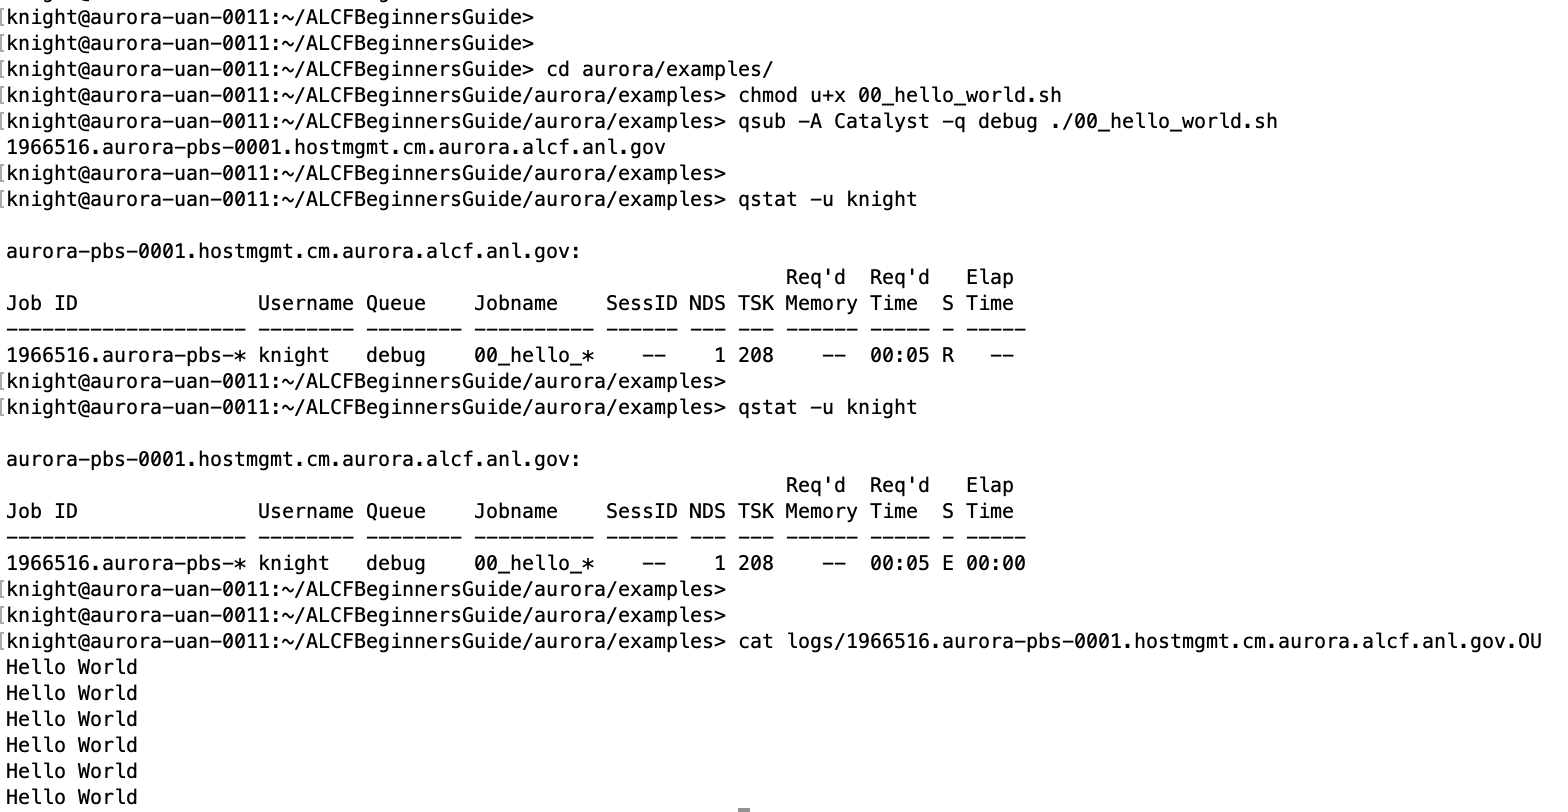 [knight@aurora-uan-0011:~/ALCFBeginnersGuide>
[knight@aurora-uan-0011:~/ALCFBeginnersGuide>
[knight@aurora-uan-0011:~/ALCFBeginnersGuide> cd aurora/examples/
[knight@aurora-uan-0011:~/ALCFBeginnersGuide/aurora/examples> chmod u+x 00_hello_world.sh
[knight@aurora-uan-0011:~/ALCFBeginnersGuide/aurora/examples> qsub -A Catalyst -q debug ./00_hello_world.sh
1966516.aurora-pbs-0001.hostmgmt.cm.aurora.alcf.anl.gov
[knight@aurora-uan-0011:~/ALCFBeginnersGuide/aurora/examples>
[knight@aurora-uan-0011:~/ALCFBeginnersGuide/aurora/examples> qstat -u knight
aurora-pbs-0001.hostmgmt.cm.aurora.alcf.anl.gov:
                                                                 Req'd  Req'd   Elap
Job ID               Username Queue    Jobname    SessID NDS TSK Memory Time  S Time
-------------------- -------- -------- ---------- ------ --- --- ------ ----- - -----
1966516.aurora-pbs-* knight   debug    00_hello_*    --    1 208    --  00:05 R   --
[knight@aurora-uan-0011:~/ALCFBeginnersGuide/aurora/examples>
[knight@aurora-uan-0011:~/ALCFBeginnersGuide/aurora/examples> qstat -u knight
aurora-pbs-0001.hostmgmt.cm.aurora.alcf.anl.gov:
                                                                 Req'd  Req'd   Elap
Job ID               Username Queue    Jobname    SessID NDS TSK Memory Time  S Time
-------------------- -------- -------- ---------- ------ --- --- ------ ----- - -----
1966516.aurora-pbs-* knight   debug    00_hello_*    --    1 208    --  00:05 E 00:00
[knight@aurora-uan-0011:~/ALCFBeginnersGuide/aurora/examples>
[knight@aurora-uan-0011:~/ALCFBeginnersGuide/aurora/examples>
[knight@aurora-uan-0011:~/ALCFBeginnersGuide/aurora/examples> cat logs/1966516.aurora-pbs-0001.hostmgmt.cm.aurora.alcf.anl.gov.OU
Hello World
Hello World
Hello World
Hello World
Hello World
Hello World